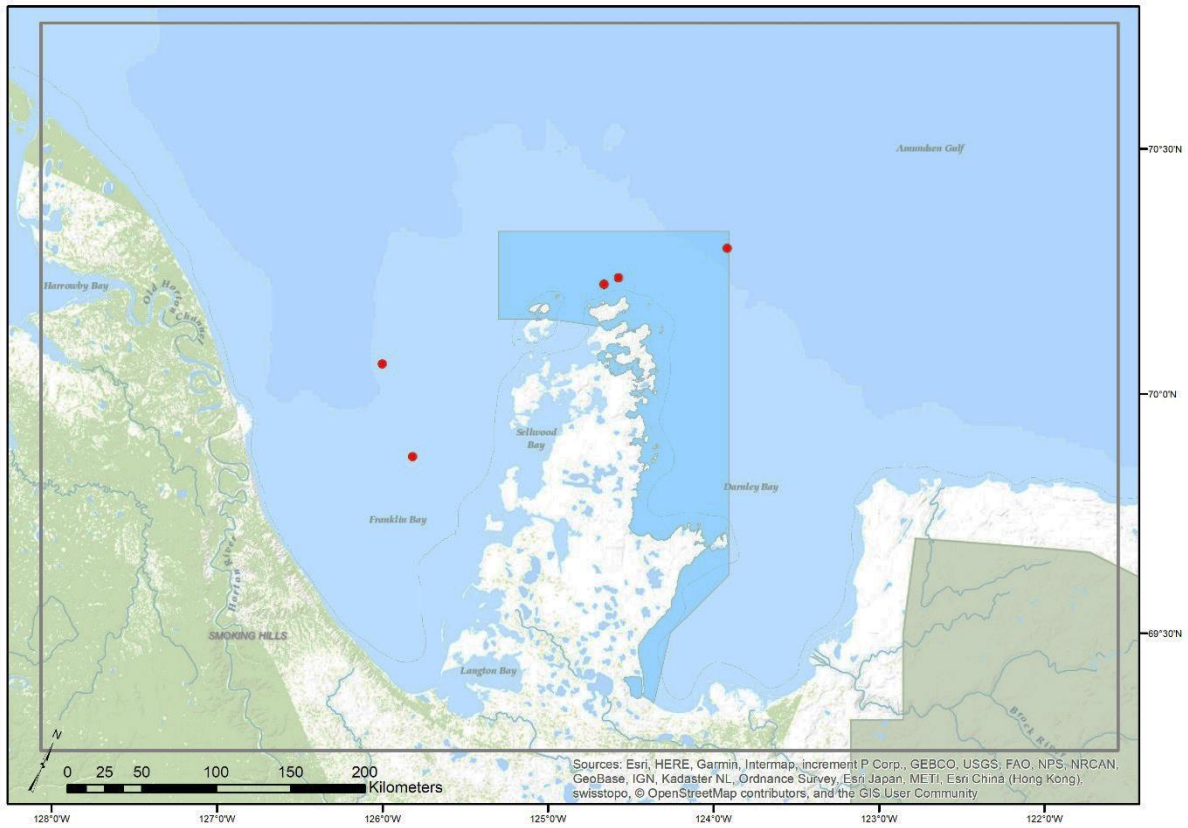 70°30'N
Amundsen Gulf
Harrowby Bay
Old Horton
Channel
70°0'N
Sellwood
Bay
Darnley Bay
Franklin Bay
Horton River
69°30'N
SMOKING HILLS
Langton Bay
Brock River
N
0 25 50 100 150 200
Kilometers
Sources: Esri, HERE, Garmin, Intermap, increment P Corp., GEBCO, USGS, FAO, NPS, NRCAN,
GeoBase, IGN, Kadaster NL, Ordnance Survey, Esri Japan, METI, Esri China (Hong Kong),
swisstopo, © OpenStreetMap contributors, and the GIS User Community
128°0'W 127°0'W 126°0'W 125°0'W 124°0'W 123°0'W 122°0'W